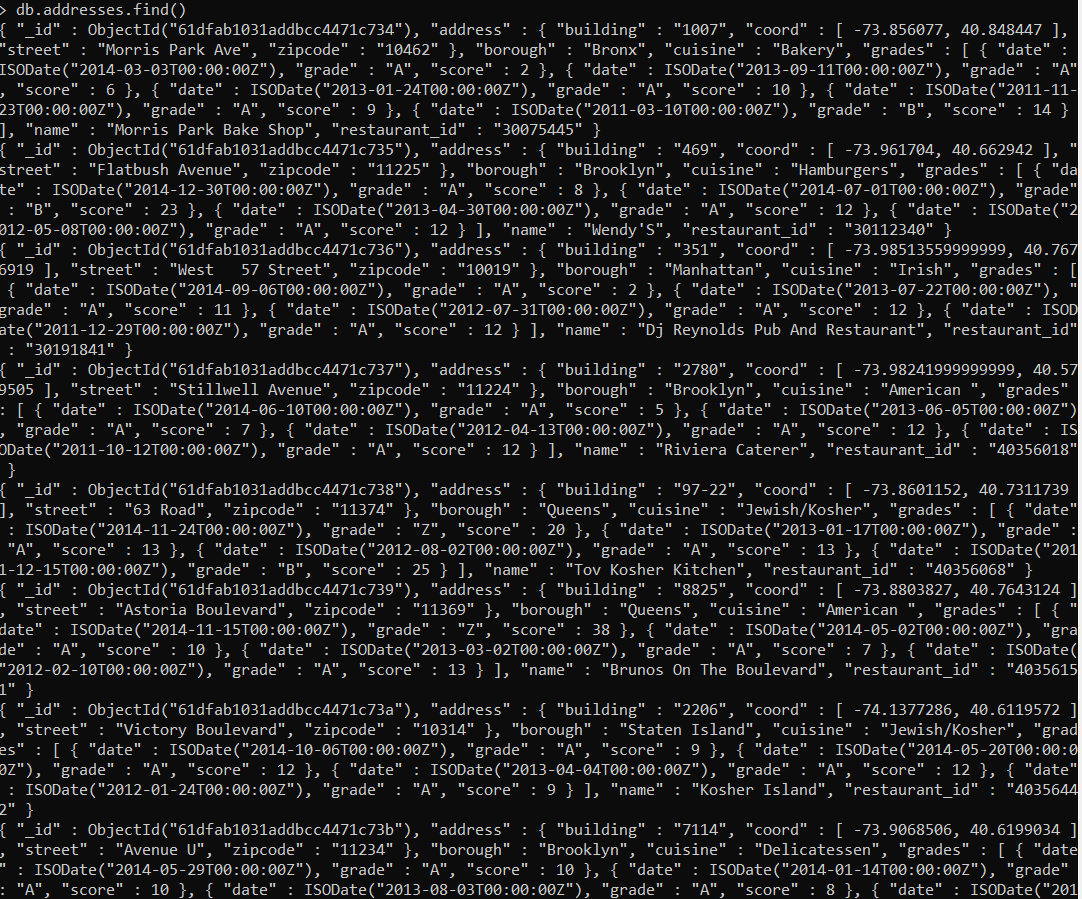 > db.addresses.find()
{ "_id" : ObjectId("61dfab1031addbcc4471c734"), "address" : { "building" : "1007", "coord" : [ -73.856077, 40.848447 ],
"street" : "Morris Park Ave", "zipcode" : "10462" }, "borough" : "Bronx", "cuisine" : "Bakery", "grades" : [ { "date" :
ISODate("2014-03-03T00:00:00Z"), "grade" : "A", "score" : 2 }, { "date" : ISODate("2013-09-11T00:00:00Z"), "grade" : "A"
, "score" : 6 }, { "date" : ISODate("2013-01-24T00:00:00Z"), "grade" : "A", "score" : 10 }, { "date" : ISODate("2011-11-
23T00:00:00Z"), "grade" : "A", "score" : 9 }, { "date" : ISODate("2011-03-10T00:00:00Z"), "grade" : "B", "score" : 14 }
], "name" : "Morris Park Bake Shop", "restaurant_id" : "30075445" }
{ "_id" : ObjectId("61dfab1031addbcc4471c735"), "address" : { "building" : "469", "coord" : [ -73.961704, 40.662942 ], "
street" : "Flatbush Avenue", "zipcode" : "11225" }, "borough" : "Brooklyn", "cuisine" : "Hamburgers", "grades" : [ { "da
te" : ISODate("2014-12-30T00:00:00Z"), "grade" : "A", "score" : 8 }, { "date" : ISODate("2014-07-01T00:00:00Z"), "grade"
 : "B", "score" : 23 }, { "date" : ISODate("2013-04-30T00:00:00Z"), "grade" : "A", "score" : 12 }, { "date" : ISODate("2
012-05-08T00:00:00Z"), "grade" : "A", "score" : 12 } ], "name" : "Wendy'S", "restaurant_id" : "30112340" }
{ "_id" : ObjectId("61dfab1031addbcc4471c736"), "address" : { "building" : "351", "coord" : [ -73.98513559999999, 40.767
6919 ], "street" : "West   57 Street", "zipcode" : "10019" }, "borough" : "Manhattan", "cuisine" : "Irish", "grades" : [
 { "date" : ISODate("2014-09-06T00:00:00Z"), "grade" : "A", "score" : 2 }, { "date" : ISODate("2013-07-22T00:00:00Z"), "
grade" : "A", "score" : 11 }, { "date" : ISODate("2012-07-31T00:00:00Z"), "grade" : "A", "score" : 12 }, { "date" : ISOD
ate("2011-12-29T00:00:00Z"), "grade" : "A", "score" : 12 } ], "name" : "Dj Reynolds Pub And Restaurant", "restaurant_id"
 : "30191841" }
{ "_id" : ObjectId("61dfab1031addbcc4471c737"), "address" : { "building" : "2780", "coord" : [ -73.98241999999999, 40.57
9505 ], "street" : "Stillwell Avenue", "zipcode" : "11224" }, "borough" : "Brooklyn", "cuisine" : "American ", "grades"
: [ { "date" : ISODate("2014-06-10T00:00:00Z"), "grade" : "A", "score" : 5 }, { "date" : ISODate("2013-06-05T00:00:00Z")
, "grade" : "A", "score" : 7 }, { "date" : ISODate("2012-04-13T00:00:00Z"), "grade" : "A", "score" : 12 }, { "date" : IS
ODate("2011-10-12T00:00:00Z"), "grade" : "A", "score" : 12 } ], "name" : "Riviera Caterer", "restaurant_id" : "40356018"
 }
{ "_id" : ObjectId("61dfab1031addbcc4471c738"), "address" : { "building" : "97-22", "coord" : [ -73.8601152, 40.7311739
], "street" : "63 Road", "zipcode" : "11374" }, "borough" : "Queens", "cuisine" : "Jewish/Kosher", "grades" : [ { "date"
 : ISODate("2014-11-24T00:00:00Z"), "grade" : "Z", "score" : 20 }, { "date" : ISODate("2013-01-17T00:00:00Z"), "grade" :
"A", "score" : 13 }, { "date" : ISODate("2012-08-02T00:00:00Z"), "grade" : "A", "score" : 13 }, { "date" : ISODate("201
1-12-15T00:00:00Z"), "grade" : "B", "score" : 25 } ], "name" : "Tov Kosher Kitchen", "restaurant_id" : "40356068" }
{ "_id" : ObjectId("61dfab1031addbcc4471c739"), "address" : { "building" : "8825", "coord" : [ -73.8803827, 40.7643124 ]
, "street" : "Astoria Boulevard", "zipcode" : "11369" }, "borough" : "Queens", "cuisine" : "American ", "grades" : [ { "
date" : ISODate("2014-11-15T00:00:00Z"), "grade" : "Z", "score" : 38 }, { "date" : ISODate("2014-05-02T00:00:00Z"), "gra
de" : "A", "score" : 10 }, { "date" : ISODate("2013-03-02T00:00:00Z"), "grade" : "A", "score" : 7 }, { "date" : ISODate(
"2012-02-10T00:00:00Z"), "grade" : "A", "score" : 13 } ], "name" : "Brunos On The Boulevard", "restaurant_id" : "4035615
1" }
{ "_id" : ObjectId("61dfab1031addbcc4471c73a"), "address" : { "building" : "2206", "coord" : [ -74.1377286, 40.6119572 ]
, "street" : "Victory Boulevard", "zipcode" : "10314" }, "borough" : "Staten Island", "cuisine" : "Jewish/Kosher", "grad
es" : [ { "date" : ISODate("2014-10-06T00:00:00Z"), "grade" : "A", "score" : 9 }, { "date" : ISODate("2014-05-20T00:00:0
0Z"), "grade" : "A", "score" : 12 }, { "date" : ISODate("2013-04-04T00:00:00Z"), "grade" : "A", "score" : 12 }, { "date"
 : ISODate("2012-01-24T00:00:00Z"), "grade" : "A", "score" : 9 } ], "name" : "Kosher Island", "restaurant_id" : "4035644
2" }
{ "_id" : ObjectId("61dfab1031addbcc4471c73b"), "address" : { "building" : "7114", "coord" : [ -73.9068506, 40.6199034 ]
, "street" : "Avenue U", "zipcode" : "11234" }, "borough" : "Brooklyn", "cuisine" : "Delicatessen", "grades" : [ { "date
" : ISODate("2014-05-29T00:00:00Z"), "grade" : "A", "score" : 10 }, { "date" : ISODate("2014-01-14T00:00:00Z"), "grade"
: "A", "score" : 10 }, { "date" : ISODate("2013-08-03T00:00:00Z"), "grade" : "A", "score" : 8 }, { "date" : ISODate("201